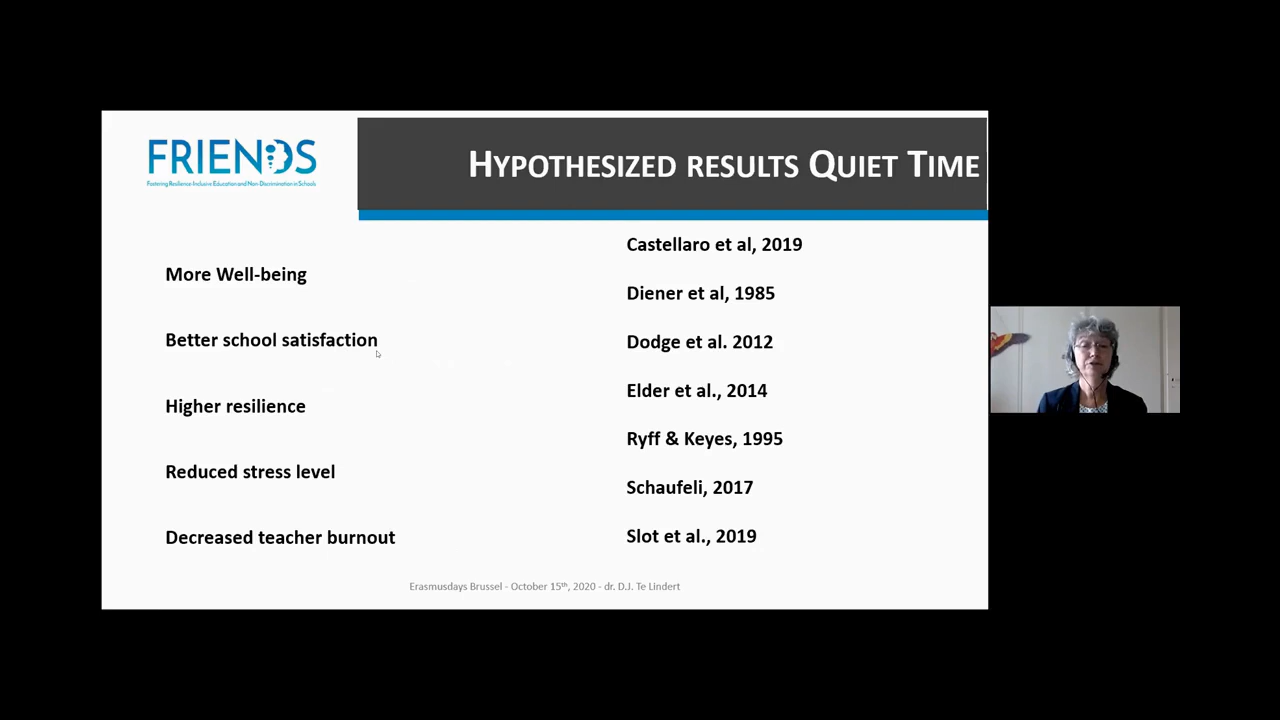 FRIENDS
Fostering Resilience Inclusive Education and Non-Discrimination in Schools
HYPOTHESIZED RESULTS QUIET TIME
More Well-being
Better school satisfaction
Higher resilience
Reduced stress level
Decreased teacher burnout
Castellaro et al, 2019
Diener et al, 1985
Dodge et al. 2012
Elder et al., 2014
Ryff & Keyes, 1995
Schaufeli, 2017
Slot et al., 2019
Erasmusdays Brussel - October 15th, 2020 - dr. D.J. Te Lindert